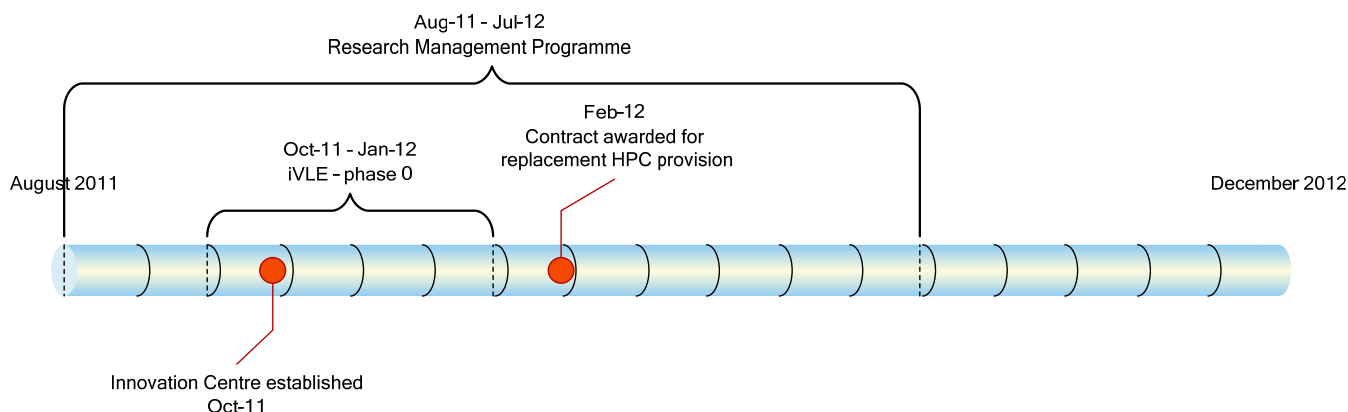 Aug-11 - Jul-12
Research Management Programme
Feb-12
Contract awarded for
replacement HPC provision
Oct-11 - Jan-12
iVLE - phase 0
August 2011
December 2012
Innovation Centre established
Oct-11